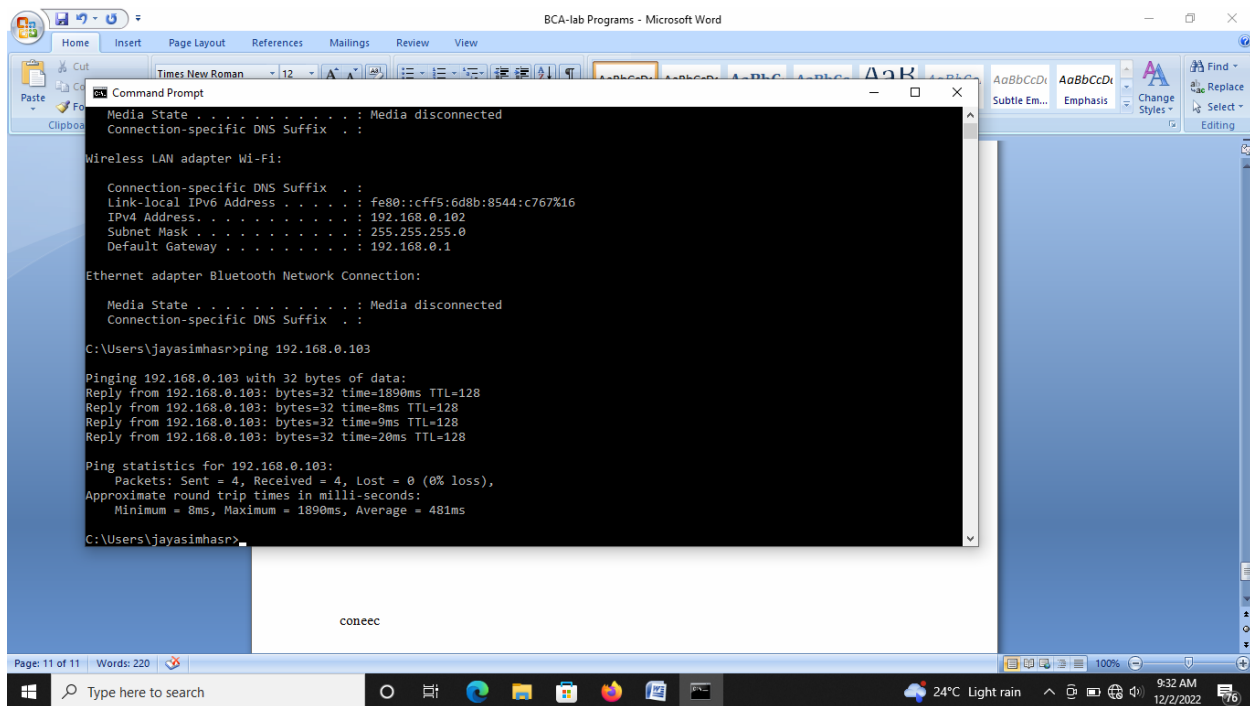 BCA-lab Programs - Microsoft Word
Home Insert Page Layout References Mailings Review View
Cut
Times New Roman 12
Paste
Clipboa
AaBbCcDc AaBbCcDc
Subtle Em... Emphasis
Change Styles
Find
Replace
Select
Editing
Command Prompt
Media State . . . . . . . . . . . : Media disconnected
Connection-specific DNS Suffix . :
Wireless LAN adapter Wi-Fi:
Connection-specific DNS Suffix . :
Link-local IPv6 Address . . . . . : fe80::cff5:6d8b:8544:c767%16
IPv4 Address. . . . . . . . . . . : 192.168.0.102
Subnet Mask . . . . . . . . . . . : 255.255.255.0
Default Gateway . . . . . . . . . : 192.168.0.1
Ethernet adapter Bluetooth Network Connection:
Media State . . . . . . . . . . . : Media disconnected
Connection-specific DNS Suffix . :
C:\Users\jayasimhasr>ping 192.168.0.103
Pinging 192.168.0.103 with 32 bytes of data:
Reply from 192.168.0.103: bytes=32 time=1890ms TTL=128
Reply from 192.168.0.103: bytes=32 time=8ms TTL=128
Reply from 192.168.0.103: bytes=32 time=9ms TTL=128
Reply from 192.168.0.103: bytes=32 time=20ms TTL=128
Ping statistics for 192.168.0.103:
Packets: Sent = 4, Received = 4, Lost = 0 (0% loss),
Approximate round trip times in milli-seconds:
Minimum = 8ms, Maximum = 1890ms, Average = 481ms
C:\Users\jayasimhasr>
coneec
Page: 11 of 11 Words: 220 100%
Type here to search
24°C Light rain
9:32 AM
12/2/2022
76